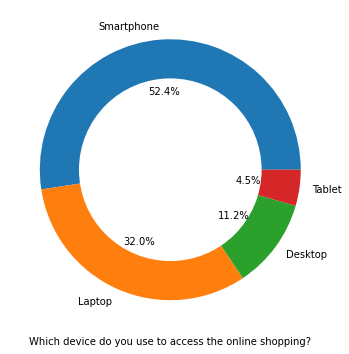 Smartphone
52.4%
4.5%
Tablet
11.2%
32.0%
Desktop
Laptop
Which device do you use to access the online shopping?